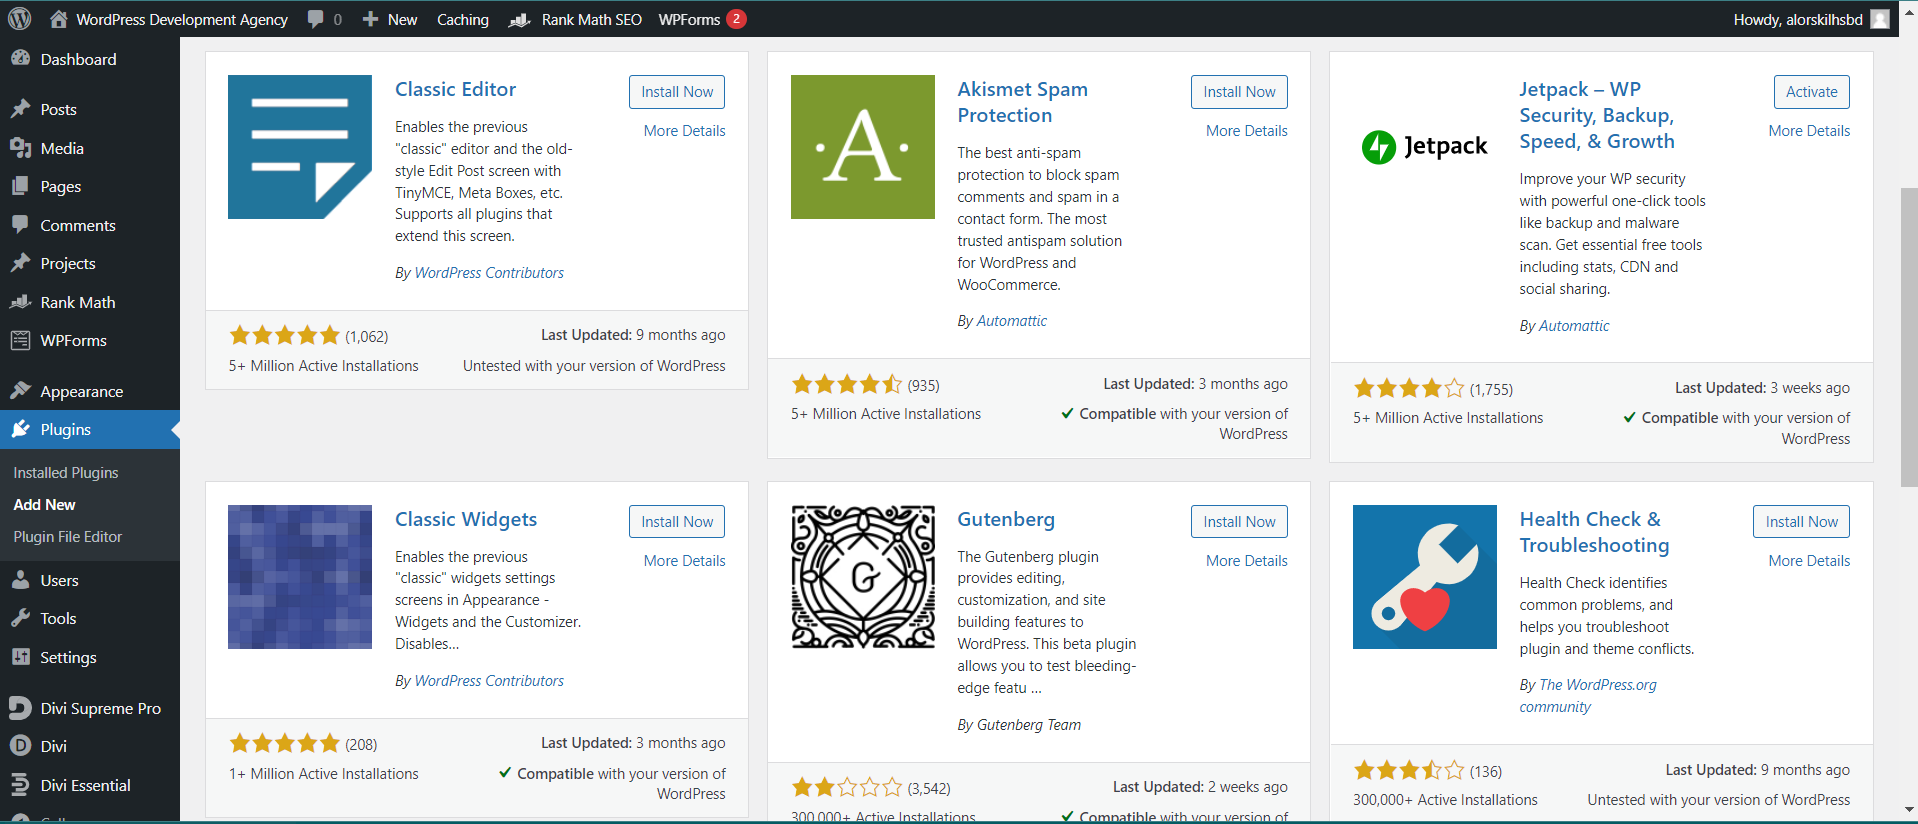 WordPress Development Agency 0 New Caching Rank Math SEO WPForms 2 Howdy, alorskilhsbd
Dashboard
Posts
Media
Pages
Comments
Projects
Rank Math
WPForms
Appearance
Plugins
Installed Plugins
Add New
Plugin File Editor
Users
Tools
Settings
Divi Supreme Pro
Divi
Divi Essential
Classic Editor
Install Now
More Details
Enables the previous
"classic" editor and the old-
style Edit Post screen with
TinyMCE, Meta Boxes, etc.
Supports all plugins that
extend this screen.
By WordPress Contributors
(1,062)
Last Updated: 9 months ago
5+ Million Active Installations
Untested with your version of WordPress
A
Akismet Spam
Protection
Install Now
More Details
The best anti-spam
protection to block spam
comments and spam in a
contact form. The most
trusted antispam solution
for WordPress and
WooCommerce.
By Automattic
(935)
Last Updated: 3 months ago
5+ Million Active Installations
Compatible with your version of
WordPress
Jetpack
Jetpack – WP
Security, Backup,
Speed, & Growth
Activate
More Details
Improve your WP security
with powerful one-click tools
like backup and malware
scan. Get essential free tools
including stats, CDN and
social sharing.
By Automattic
(1,755)
Last Updated: 3 weeks ago
5+ Million Active Installations
Compatible with your version of
WordPress
Classic Widgets
Install Now
More Details
Enables the previous
"classic" widgets settings
screens in Appearance -
Widgets and the Customizer.
Disables...
By WordPress Contributors
(208)
Last Updated: 3 months ago
1+ Million Active Installations
Compatible with your version of
WordPress
G
Gutenberg
Install Now
More Details
The Gutenberg plugin
provides editing,
customization, and site
building features to
WordPress. This beta plugin
allows you to test bleeding-
edge featu ...
By Gutenberg Team
(3,542)
Last Updated: 2 weeks ago
300,000+ Active Installations
Compatible with your version of
Health Check &
Troubleshooting
Install Now
More Details
Health Check identifies
common problems, and
helps you troubleshoot
plugin and theme conflicts.
By The WordPress.org
community
(136)
Last Updated: 9 months ago
300,000+ Active Installations
Untested with your version of WordPress